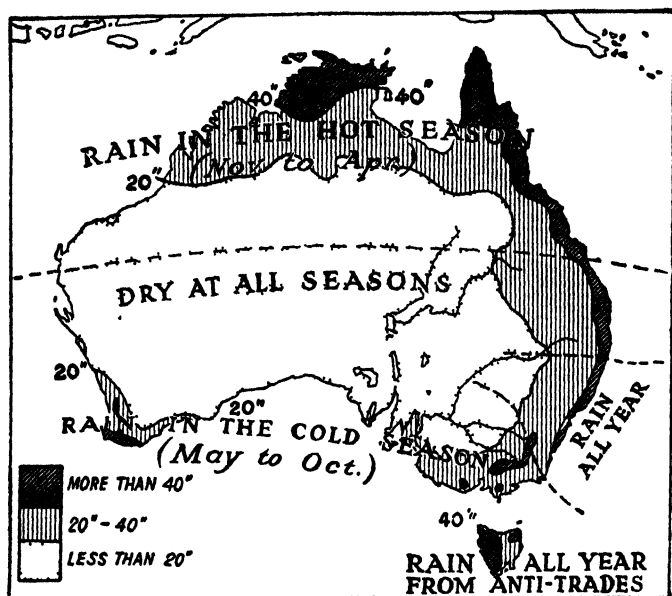 40" 40"
RAIN IN THE HOT SEASON
(Nov to Apr.)
20"
DRY AT ALL SEASONS
20"
20"
RAIN IN THE COLD
SEASON
(May to Oct.)
RAIN
ALL YEAR
MORE THAN 40"
20"-40"
LESS THAN 20"
40"
RAIN ALL YEAR
FROM ANTI-TRADES